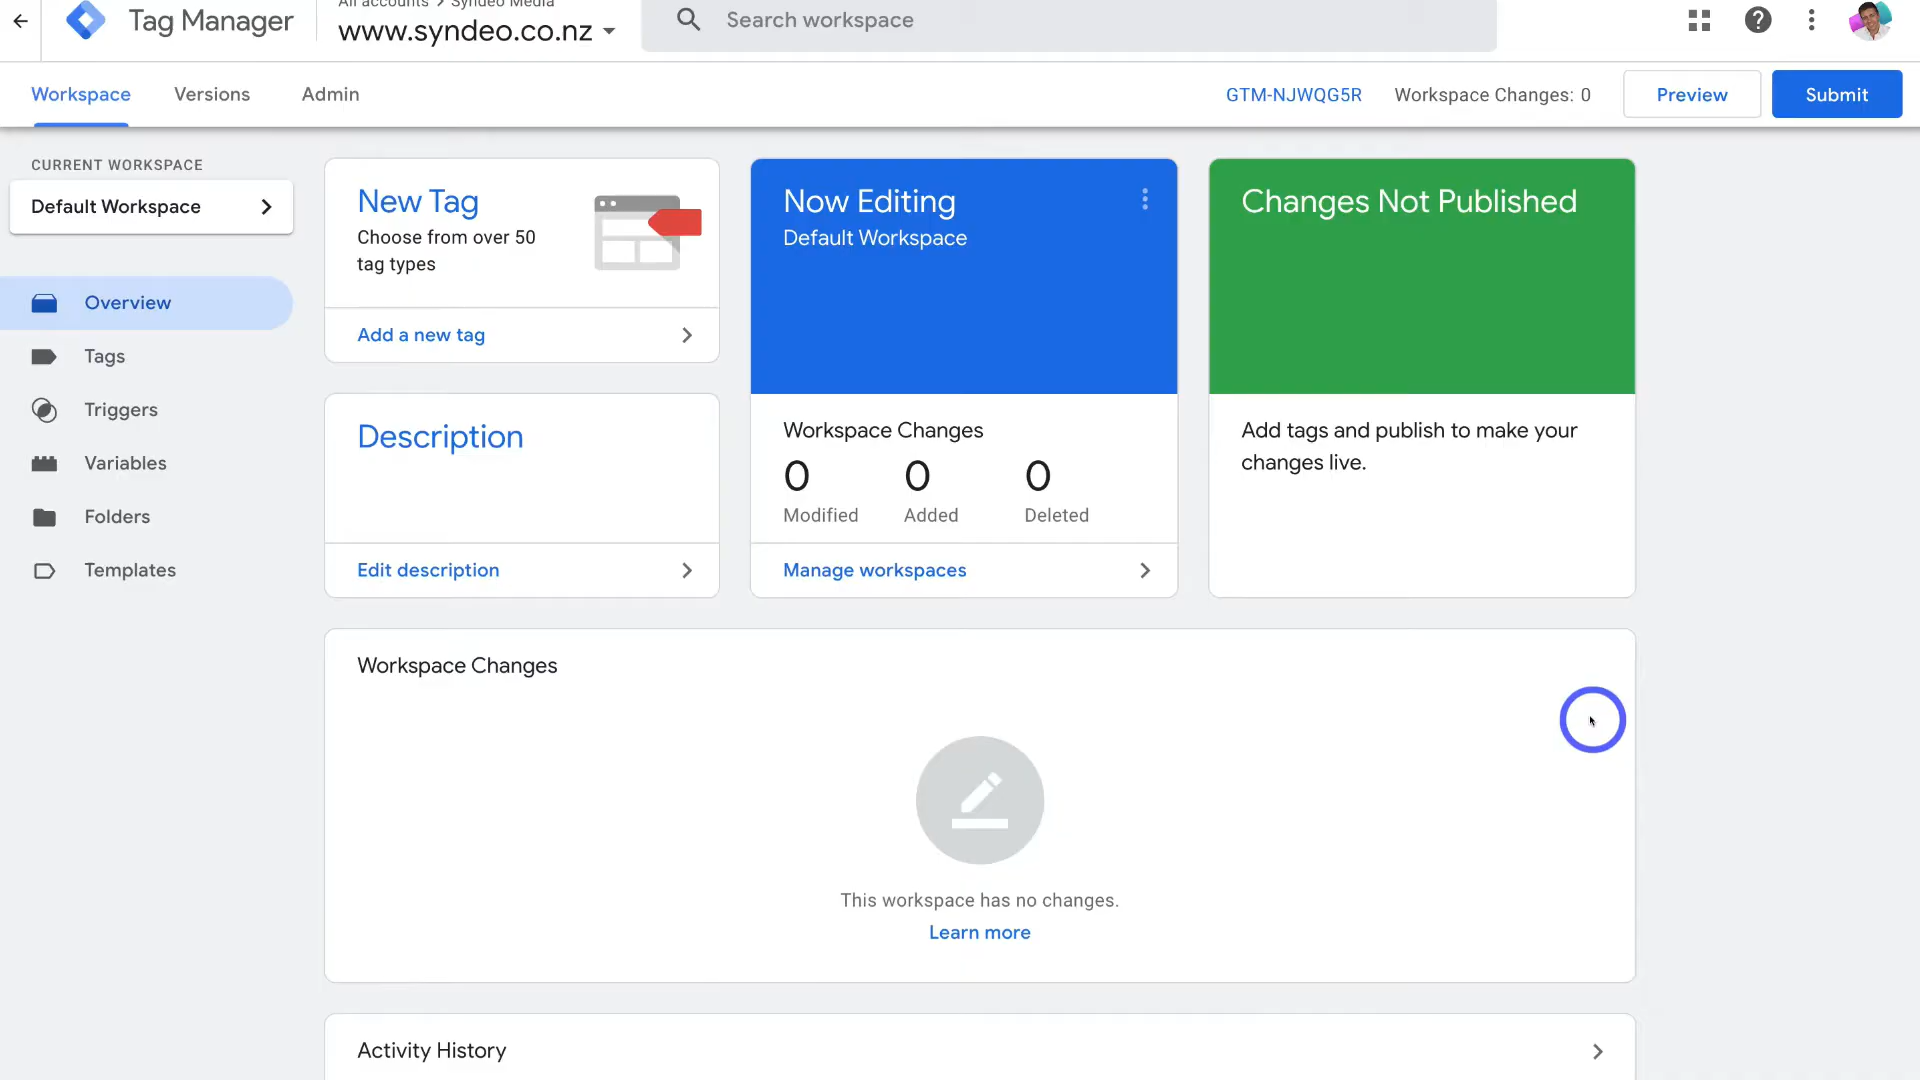 All accounts > Syndeo Media
Tag Manager
www.syndeo.co.nz
Search workspace
Workspace
Versions
Admin
GTM-NJWQG5R
Workspace Changes: 0
Preview
Submit
CURRENT WORKSPACE
Default Workspace
Overview
Tags
Triggers
Variables
Folders
Templates
New Tag
Choose from over 50
tag types
Add a new tag
Description
Edit description
Now Editing
Default Workspace
Workspace Changes
0 0 0
Modified Added Deleted
Manage workspaces
Changes Not Published
Add tags and publish to make your
changes live.
Workspace Changes
This workspace has no changes.
Learn more
Activity History